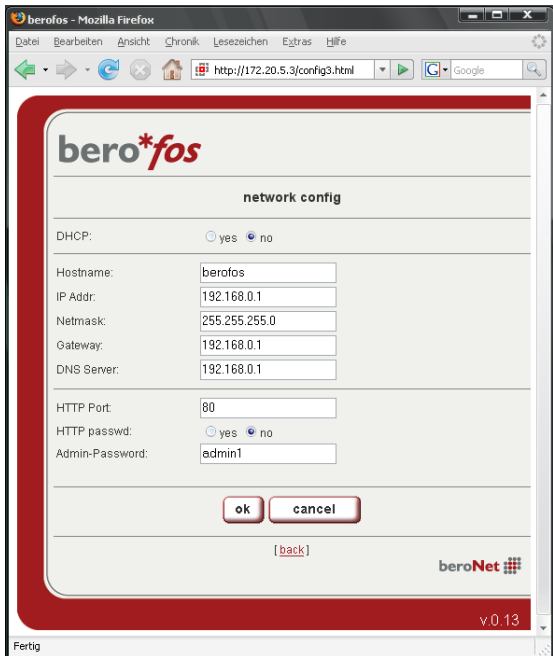 berofos - Mozilla Firefox
Datei Bearbeiten Ansicht Chronik Lesezeichen Extras Hilfe
http://172.20.5.3/config3.html G Google
bero*fos
network config
DHCP: yes no
Hostname: berofos
IP Addr: 192.168.0.1
Netmask: 255.255.255.0
Gateway: 192.168.0.1
DNS Server: 192.168.0.1
HTTP Port: 80
HTTP passwd: yes no
Admin-Password: admin1
ok cancel
[ back ]
beroNet
v.0.13
Fertig